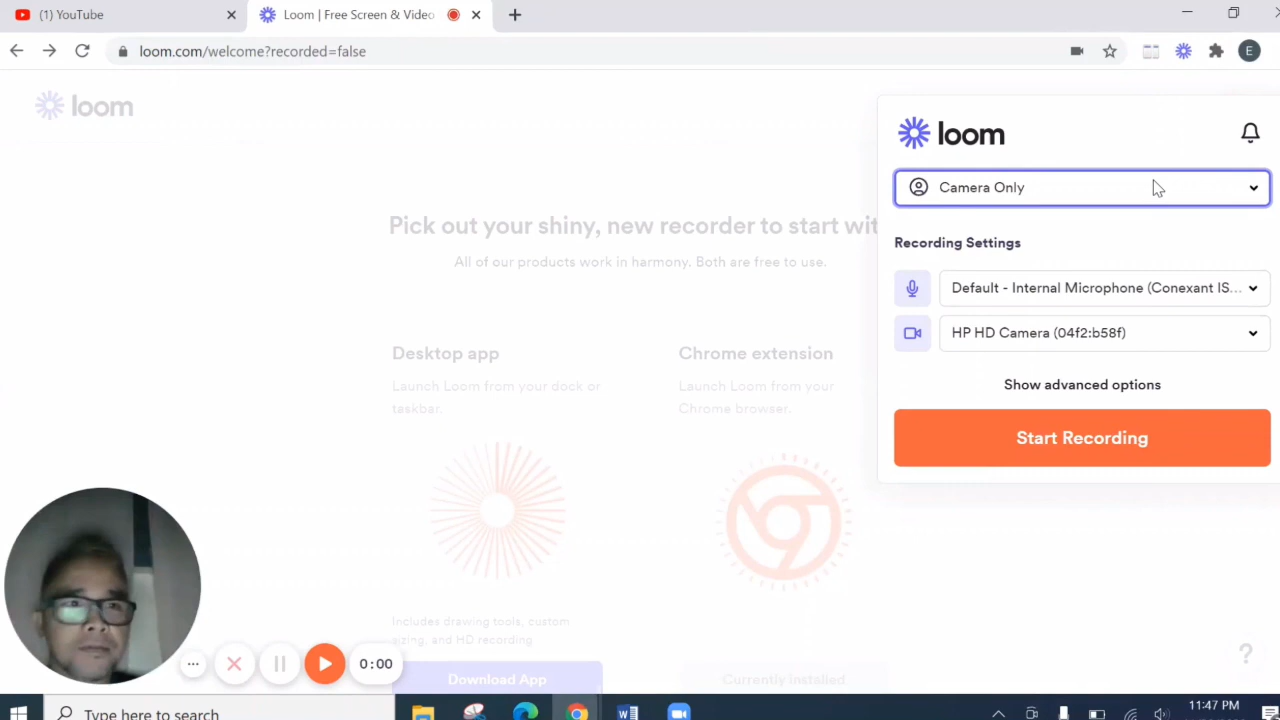 (1) YouTube
Loom | Free Screen & Video
loom.com/welcome?recorded=false
E
loom
loom
Camera Only
Pick out your shiny, new recorder to start wit
All of our products work in harmony. Both are free to use.
Recording Settings
Default - Internal Microphone (Conexant IS...
HP HD Camera (04f2:b58f)
Desktop app
Launch Loom from your dock or
taskbar.
Chrome extension
Launch Loom from your
Chrome browser.
Show advanced options
Start Recording
Includes drawing tools, custom
sizing, and HD recording
0:00
Download App
Currently installed
?
Type here to search
11:47 PM